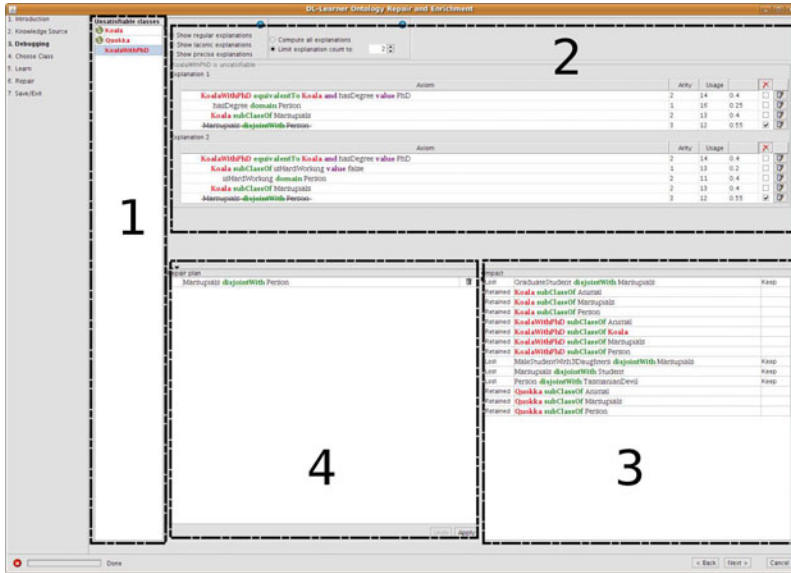 DL-Learner Ontology Repair and Enrichment
1. Introduction
2. Knowledge Source
3. Debugging
4. Choose Class
5. Learn
6. Repair
7. Save/Exit
Unsatisfiable classes
Koala
Quokka
KoalaWithPhD
1
Show regular explanations
Show laconic explanations
Show precise explanations
Compute all explanations
Limit explanation count to: 2
2
KoalaWithPhD is unsatisfiable
Explanation 1
Axiom Arity Usage
KoalaWithPhD equivalentTo Koala and hasDegree value PhD 2 14 0.4
hasDegree domain Person 1 16 0.25
Koala subClassOf Marsupials 2 13 0.4
Marsupials disjointWith Person 3 12 0.55
Explanation 2
Axiom Arity Usage
KoalaWithPhD equivalentTo Koala and hasDegree value PhD 2 14 0.4
Koala subClassOf isHardWorking value false 1 13 0.2
isHardWorking domain Person 2 11 0.4
Koala subClassOf Marsupials 2 13 0.4
Marsupials disjointWith Person 3 12 0.55
repair plan
Marsupials disjointWith Person
4
Undo Apply
Impact
Lost GraduateStudent disjointWith Marsupials Keep
Retained Koala subClassOf Animal
Retained Koala subClassOf Marsupials
Retained Koala subClassOf Person
Retained KoalaWithPhD subClassOf Animal
Retained KoalaWithPhD subClassOf Koala
Retained KoalaWithPhD subClassOf Marsupials
Retained KoalaWithPhD subClassOf Person
Lost MaleStudentWith3Daughters disjointWith Marsupials Keep
Lost Marsupials disjointWith Student Keep
Lost Person disjointWith TasmanianDevil Keep
Retained Quokka subClassOf Animal
Retained Quokka subClassOf Marsupials
Retained Quokka subClassOf Person
3
Done
< Back Next > Cancel